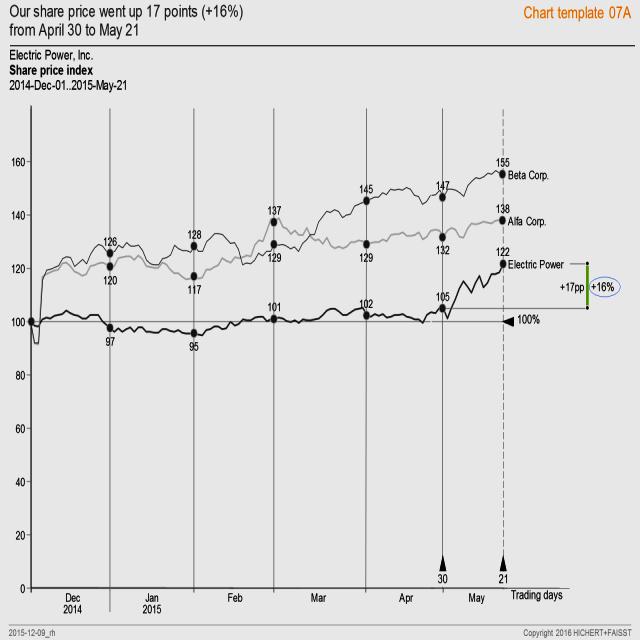 Our share price went up 17 points (+16%)
from April 30 to May 21
Chart template 07A
Electric Power, Inc.
Share price index
2014-Dec-01..2015-May-21
160
140
120
100
80
60
40
20
0
126
120
97
128
117
95
137
129
101
145
129
102
147
132
105
155
138
122
Beta Corp.
Alfa Corp.
Electric Power
+17pp
+16%
100%
30
21
Dec
2014
Jan
2015
Feb
Mar
Apr
May
Trading days
2015-12-09_rh
Copyright 2016 HICHERT+FAISST